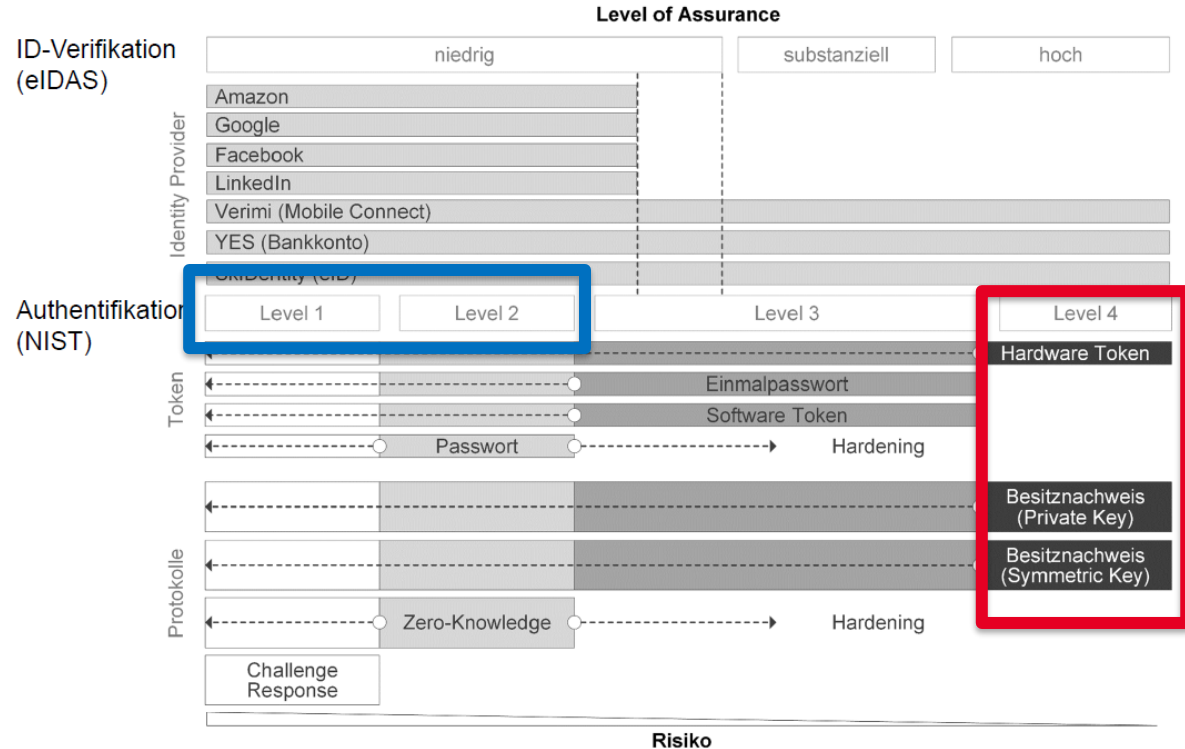 Level of Assurance
ID-Verifikation
(eIDAS)
niedrig
substanziell
hoch
Identity Provider
Amazon
Google
Facebook
LinkedIn
Verimi (Mobile Connect)
YES (Bankkonto)
SkIDentity (eID)
Authentifikation
(NIST)
Level 1
Level 2
Level 3
Level 4
Token
Hardware Token
Einmalpasswort
Software Token
Passwort
Hardening
Protokolle
Besitznachweis
(Private Key)
Besitznachweis
(Symmetric Key)
Zero-Knowledge
Hardening
Challenge
Response
Risiko